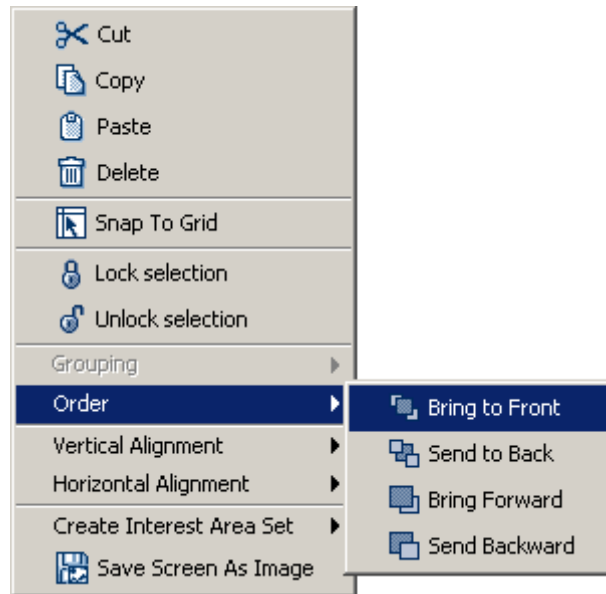 Cut
Copy
Paste
Delete
Snap To Grid
Lock selection
Unlock selection
Grouping
Order
Vertical Alignment
Horizontal Alignment
Create Interest Area Set
Save Screen As Image
Bring to Front
Send to Back
Bring Forward
Send Backward